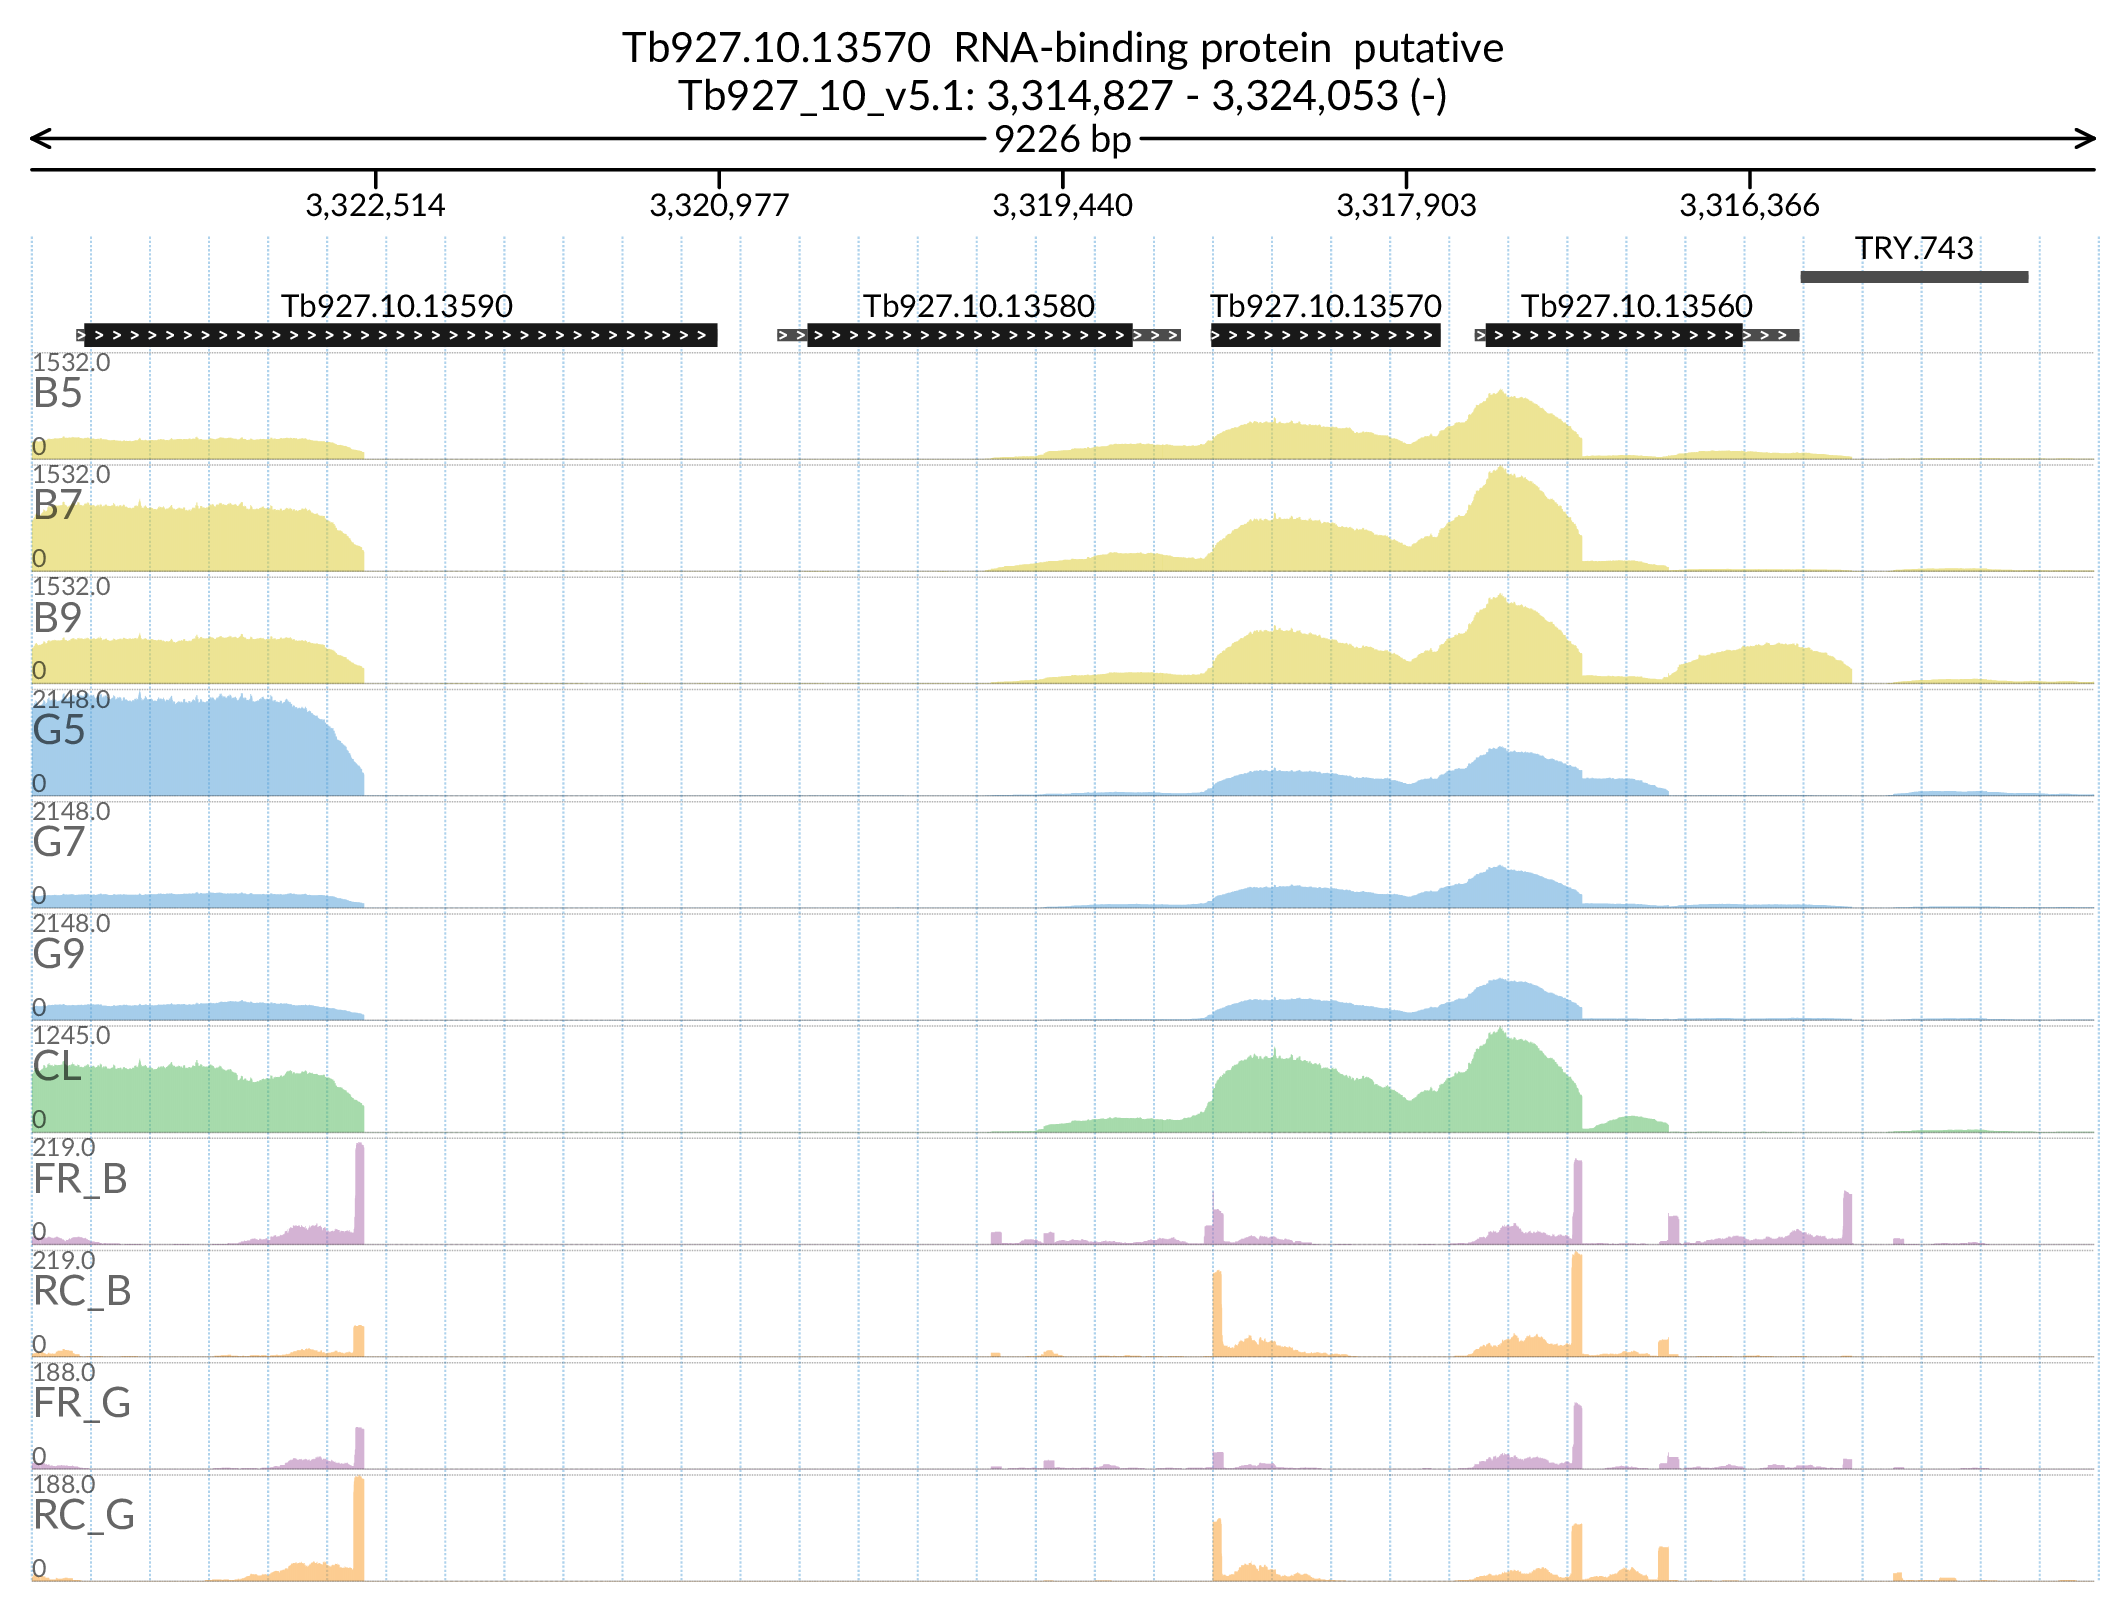 Tb927.10.13570  RNA-binding protein  putative
Tb927_10_v5.1: 3,314,827 - 3,324,053 (-)
9226 bp
3,322,514 3,320,977 3,319,440 3,317,903 3,316,366
TRY.743
Tb927.10.13590 Tb927.10.13580 Tb927.10.13570 Tb927.10.13560
1532.0
B5
0
1532.0
B7
0
1532.0
B9
0
2148.0
G5
0
2148.0
G7
0
2148.0
G9
0
1245.0
CL
0
219.0
FR_B
0
219.0
RC_B
0
188.0
FR_G
0
188.0
RC_G
0